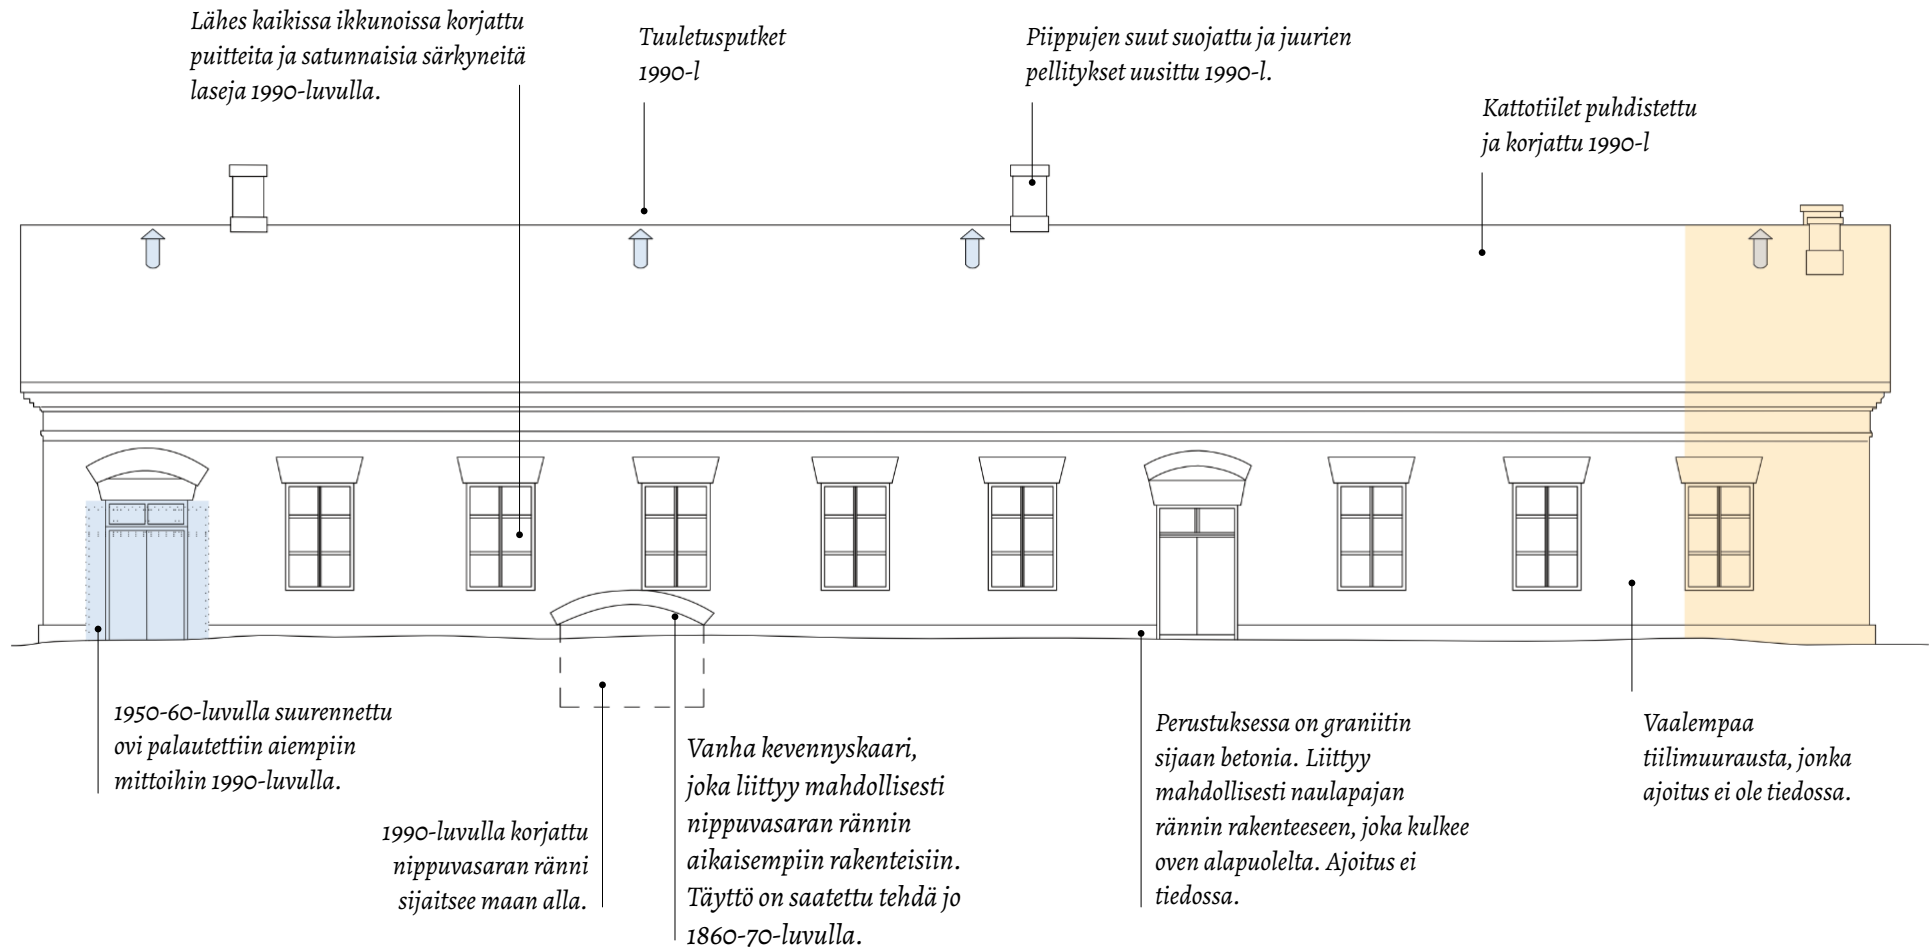 Lähes kaikissa ikkunoissa korjattu
puitteita ja satunnaisia särkyneitä
laseja 1990-luvulla.
Tuuletusputket
1990-l
Piippujen suut suojattu ja juurien
pellitykset uusittu 1990-l.
Kattotiilet puhdistettu
ja korjattu 1990-l
1950-60-luvulla suurennettu
ovi palautettiin aiempiin
mittoihin 1990-luvulla.
1990-luvulla korjattu
nippuvasaran ränni
sijaitsee maan alla.
Vanha kevennyskaari,
joka liittyy mahdollisesti
nippuvasaran rännin
aikaisempiin rakenteisiin.
Täyttö on saatettu tehdä jo
1860-70-luvulla.
Perustuksessa on graniitin
sijaan betonia. Liittyy
mahdollisesti naulapajan
rännin rakenteeseen, joka kulkee
oven alapuolelta. Ajoitus ei
tiedossa.
Vaalempaa
tiilimuurausta, jonka
ajoitus ei ole tiedossa.